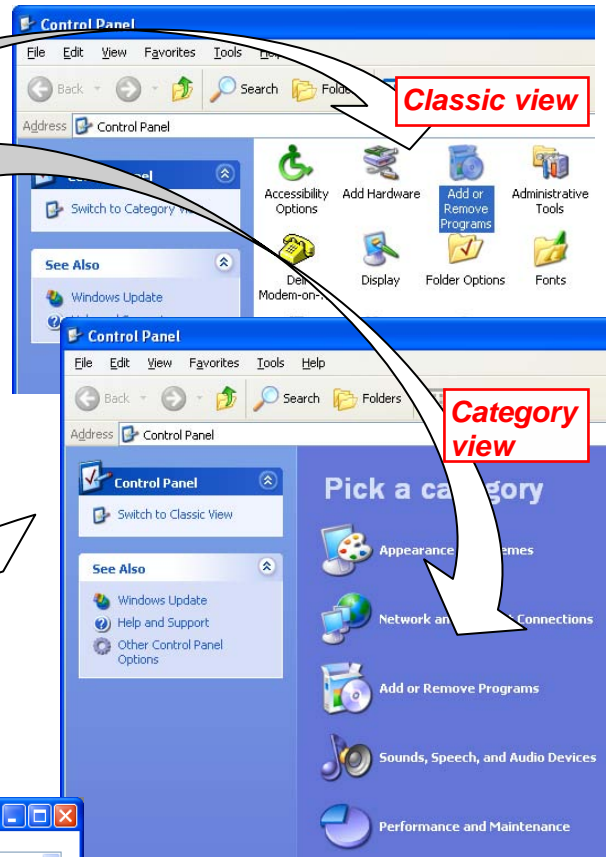 Control Panel
File Edit View Favorites Tools
Back Search
Classic view
Address Control Panel
Switch to Category
Accessibility Options
Add Hardware
Add or Remove Programs
Administrative Tools
See Also
Windows Update
Modem-on-...
Display
Folder Options
Fonts
Control Panel
File Edit View Favorites Tools Help
Back Search Folders
Category view
Address Control Panel
Control Panel
Switch to Classic View
See Also
Windows Update
Help and Support
Other Control Panel Options
Pick a
Appearance
Network Connections
Add or Remove Programs
Sounds, Speech, and Audio Devices
Performance and Maintenance